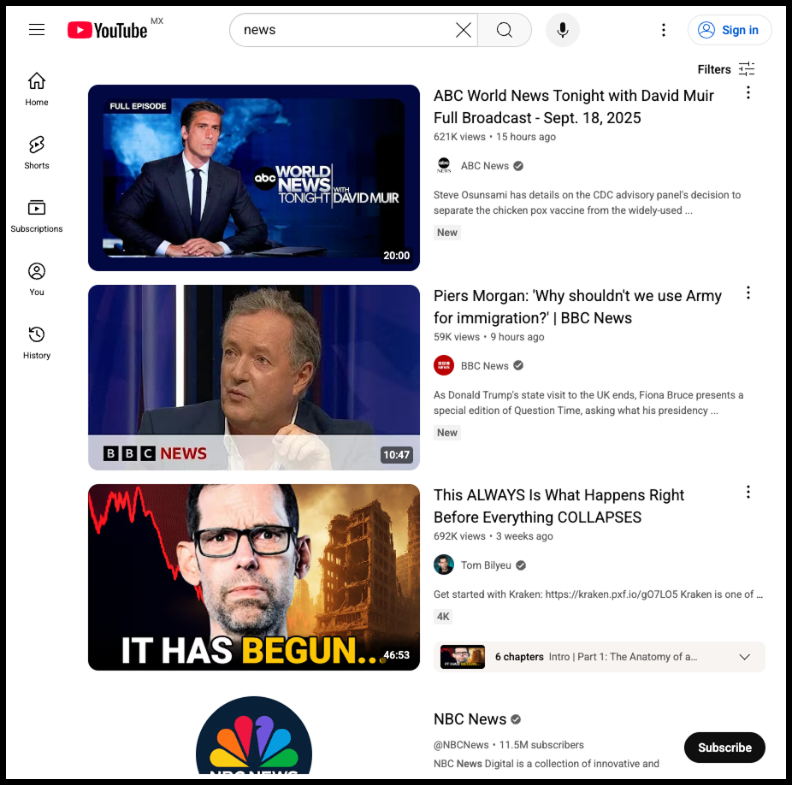 YouTube MX
news
Sign in
Filters
Home
Shorts
Subscriptions
You
History
FULL EPISODE
abc WORLD
NEWS
TONIGHT WITH DAVID MUIR
20:00
ABC World News Tonight with David Muir
Full Broadcast - Sept. 18, 2025
621K views • 15 hours ago
abc NEWS
ABC News
Steve Osunsami has details on the CDC advisory panel's decision to
separate the chicken pox vaccine from the widely-used ...
New
BBC NEWS
10:47
Piers Morgan: 'Why shouldn't we use Army
for immigration?' | BBC News
59K views • 9 hours ago
BBC News
As Donald Trump's state visit to the UK ends, Fiona Bruce presents a
special edition of Question Time, asking what his presidency ...
New
IT HAS BEGUN...
46:53
This ALWAYS Is What Happens Right
Before Everything COLLAPSES
692K views • 3 weeks ago
Tom Bilyeu
Get started with Kraken: https://kraken.pxf.io/gO7LO5 Kraken is one of ...
4K
IT HAS BEGUN...
6 chapters Intro | Part 1: The Anatomy of a...
NBC NEWS
NBC News
@NBCNews • 11.5M subscribers
NBC News Digital is a collection of innovative and
Subscribe